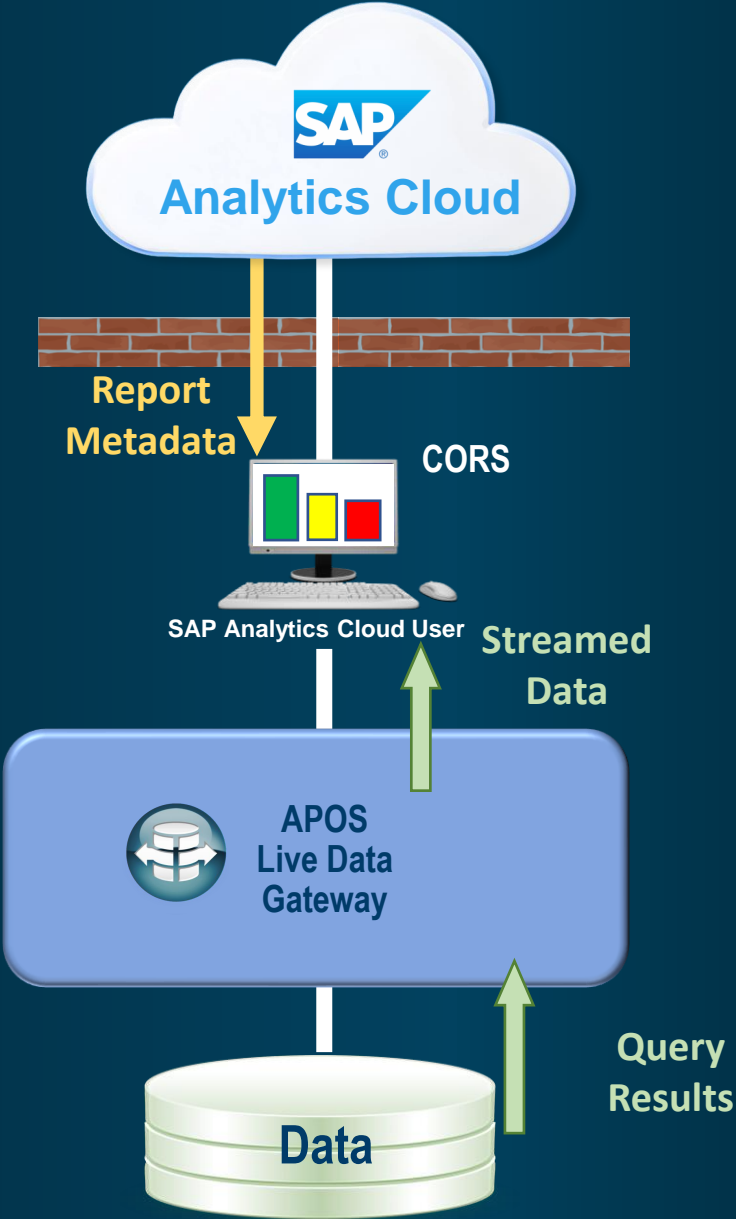 SAP
®
Analytics Cloud
Report
Metadata
CORS
SAP Analytics Cloud User
Streamed
Data
APOS
Live Data
Gateway
Query
Results
Data